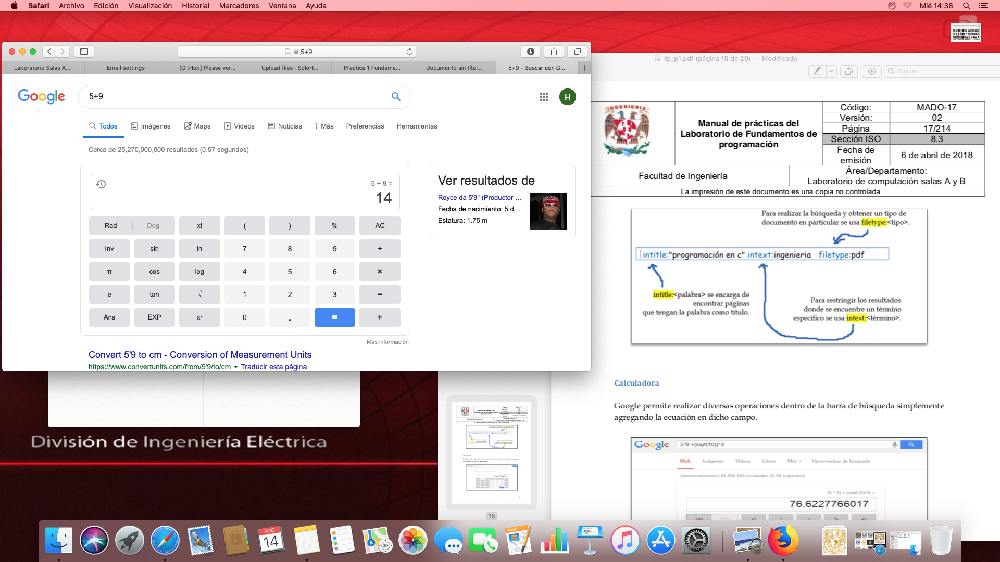 Safari Archivo Edición Visualización Historial Marcadores Ventana Ayuda
Mié 14:38
5+9
Laboratorio Salas A...
Email settings
[GitHub] Please ver...
Upload files · SoloH...
Practica 1 Fundame...
Documento sin títul...
5+9 - Buscar con G...
Google
5+9
H
Todos
Imágenes
Maps
Videos
Noticias
Más
Preferencias
Herramientas
Cerca de 25,270,000,000 resultados (0.57 segundos)
5 + 9 =
14
Rad | Deg x! ( ) % AC
Inv sin ln 7 8 9 ÷
π cos log 4 5 6 ×
e tan √ 1 2 3 −
Ans EXP xʸ 0 . = +
Más información
Ver resultados de
Royce da 5'9" (Productor ...
Fecha de nacimiento: 5 d...
Estatura: 1.75 m
Convert 5'9 to cm - Conversion of Measurement Units
https://www.convertunits.com/from/5'9/to/cm Traducir esta página
fp_p1.pdf (página 15 de 29) — Modificado
Buscar
INGENIERIA
Manual de prácticas del
Laboratorio de Fundamentos de
programación
Código: MADO-17
Versión: 02
Página 17/214
Sección ISO 8.3
Fecha de
emisión
6 de abril de 2018
Facultad de Ingeniería
Área/Departamento:
Laboratorio de computación salas A y B
La impresión de este documento es una copia no controlada
Para realizar la búsqueda y obtener un tipo de
documento en particular se usa filetype:<tipo>.
intitle:"programación en c" intext:ingenieria filetype:pdf
intitle:<palabra> se encarga de
encontrar páginas
que tengan la palabra como título.
Para restringir los resultados
donde se encuentre un término
especifico se usa intext:<término>.
Calculadora
Google permite realizar diversas operaciones dentro de la barra de búsqueda simplemente
agregando la ecuación en dicho campo.
Google
5*9 +(sqrt(10))^3
Web Imágenes Vídeos Libros Más Herramientas de búsqueda
Aproximadamente 84,900,000 resultados (0.39 segundos)
(5 * 9) + (sqrt(10)^3) =
76.6227766017
Rad x! ( ) % AC
15
División de Ingeniería Eléctrica
AGO
14
PAGES
3D